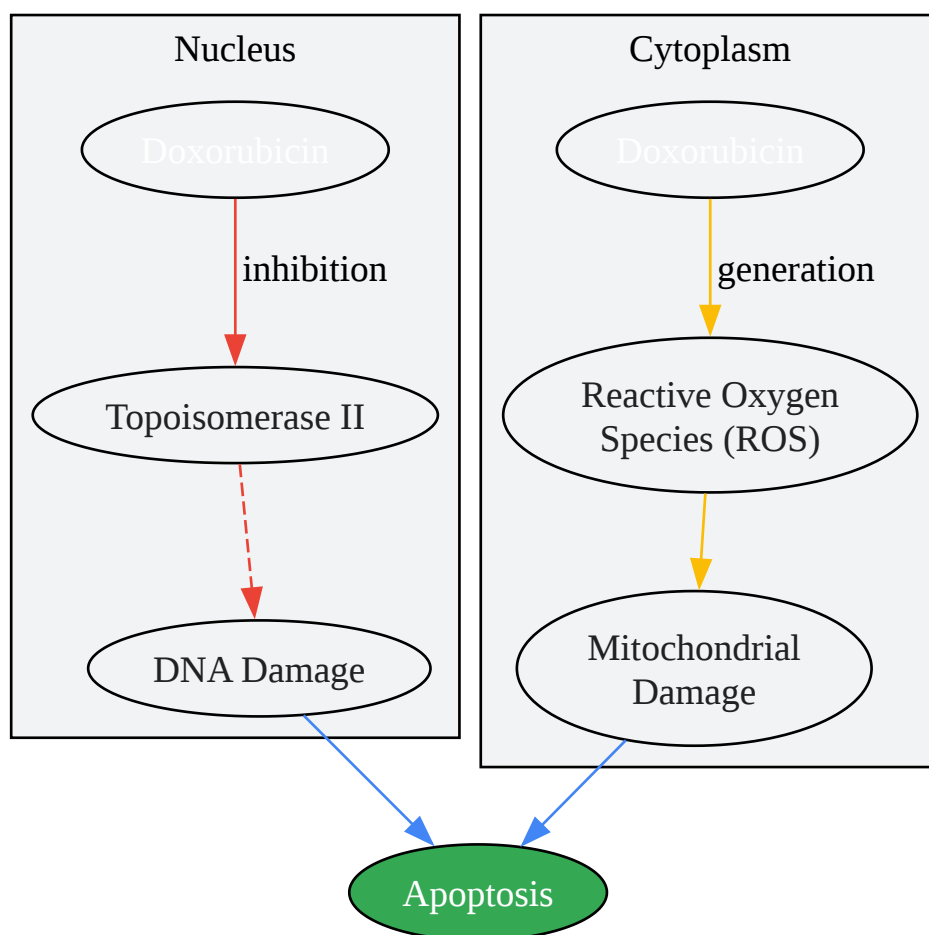 Nucleus
Doxorubicin
inhibition
Topoisomerase II
DNA Damage
Cytoplasm
Doxorubicin
generation
Reactive Oxygen
Species (ROS)
Mitochondrial
Damage
Apoptosis